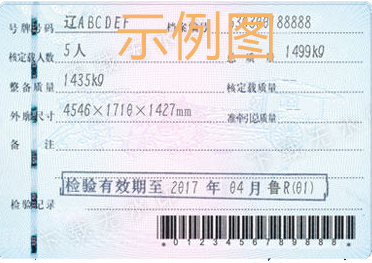 号牌号码 辽ABCDEF 档案编号 88888
示例图
核定载人数 5人 总质量 1499kg
整备质量 1435kg 核定载质量
外廓尺寸 4546×1710×1427mm 准牵引总质量
备注
检验有效期至 2017 年 04 月 鲁R(01)
检验记录